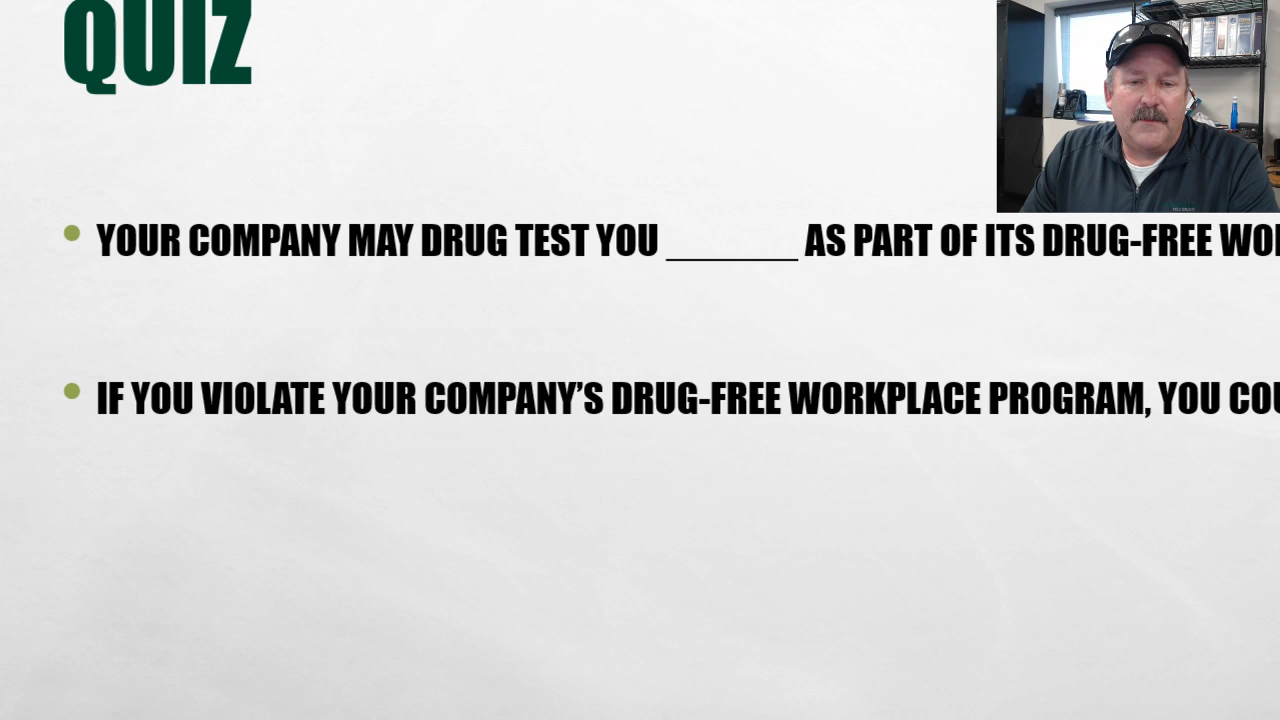 QUIZ
YOUR COMPANY MAY DRUG TEST YOU ______ AS PART OF ITS DRUG-FREE
IF YOU VIOLATE YOUR COMPANY’S DRUG-FREE WORKPLACE PROGRAM, YOU